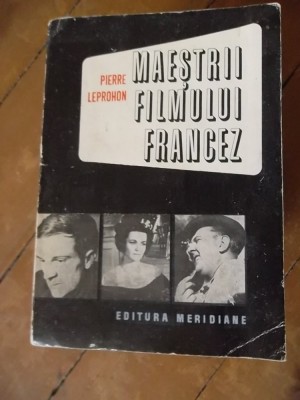 PIERRE
LEPROHON
MAEȘTRII
FILMULUI
FRANCEZ
EDITURA MERIDIANE